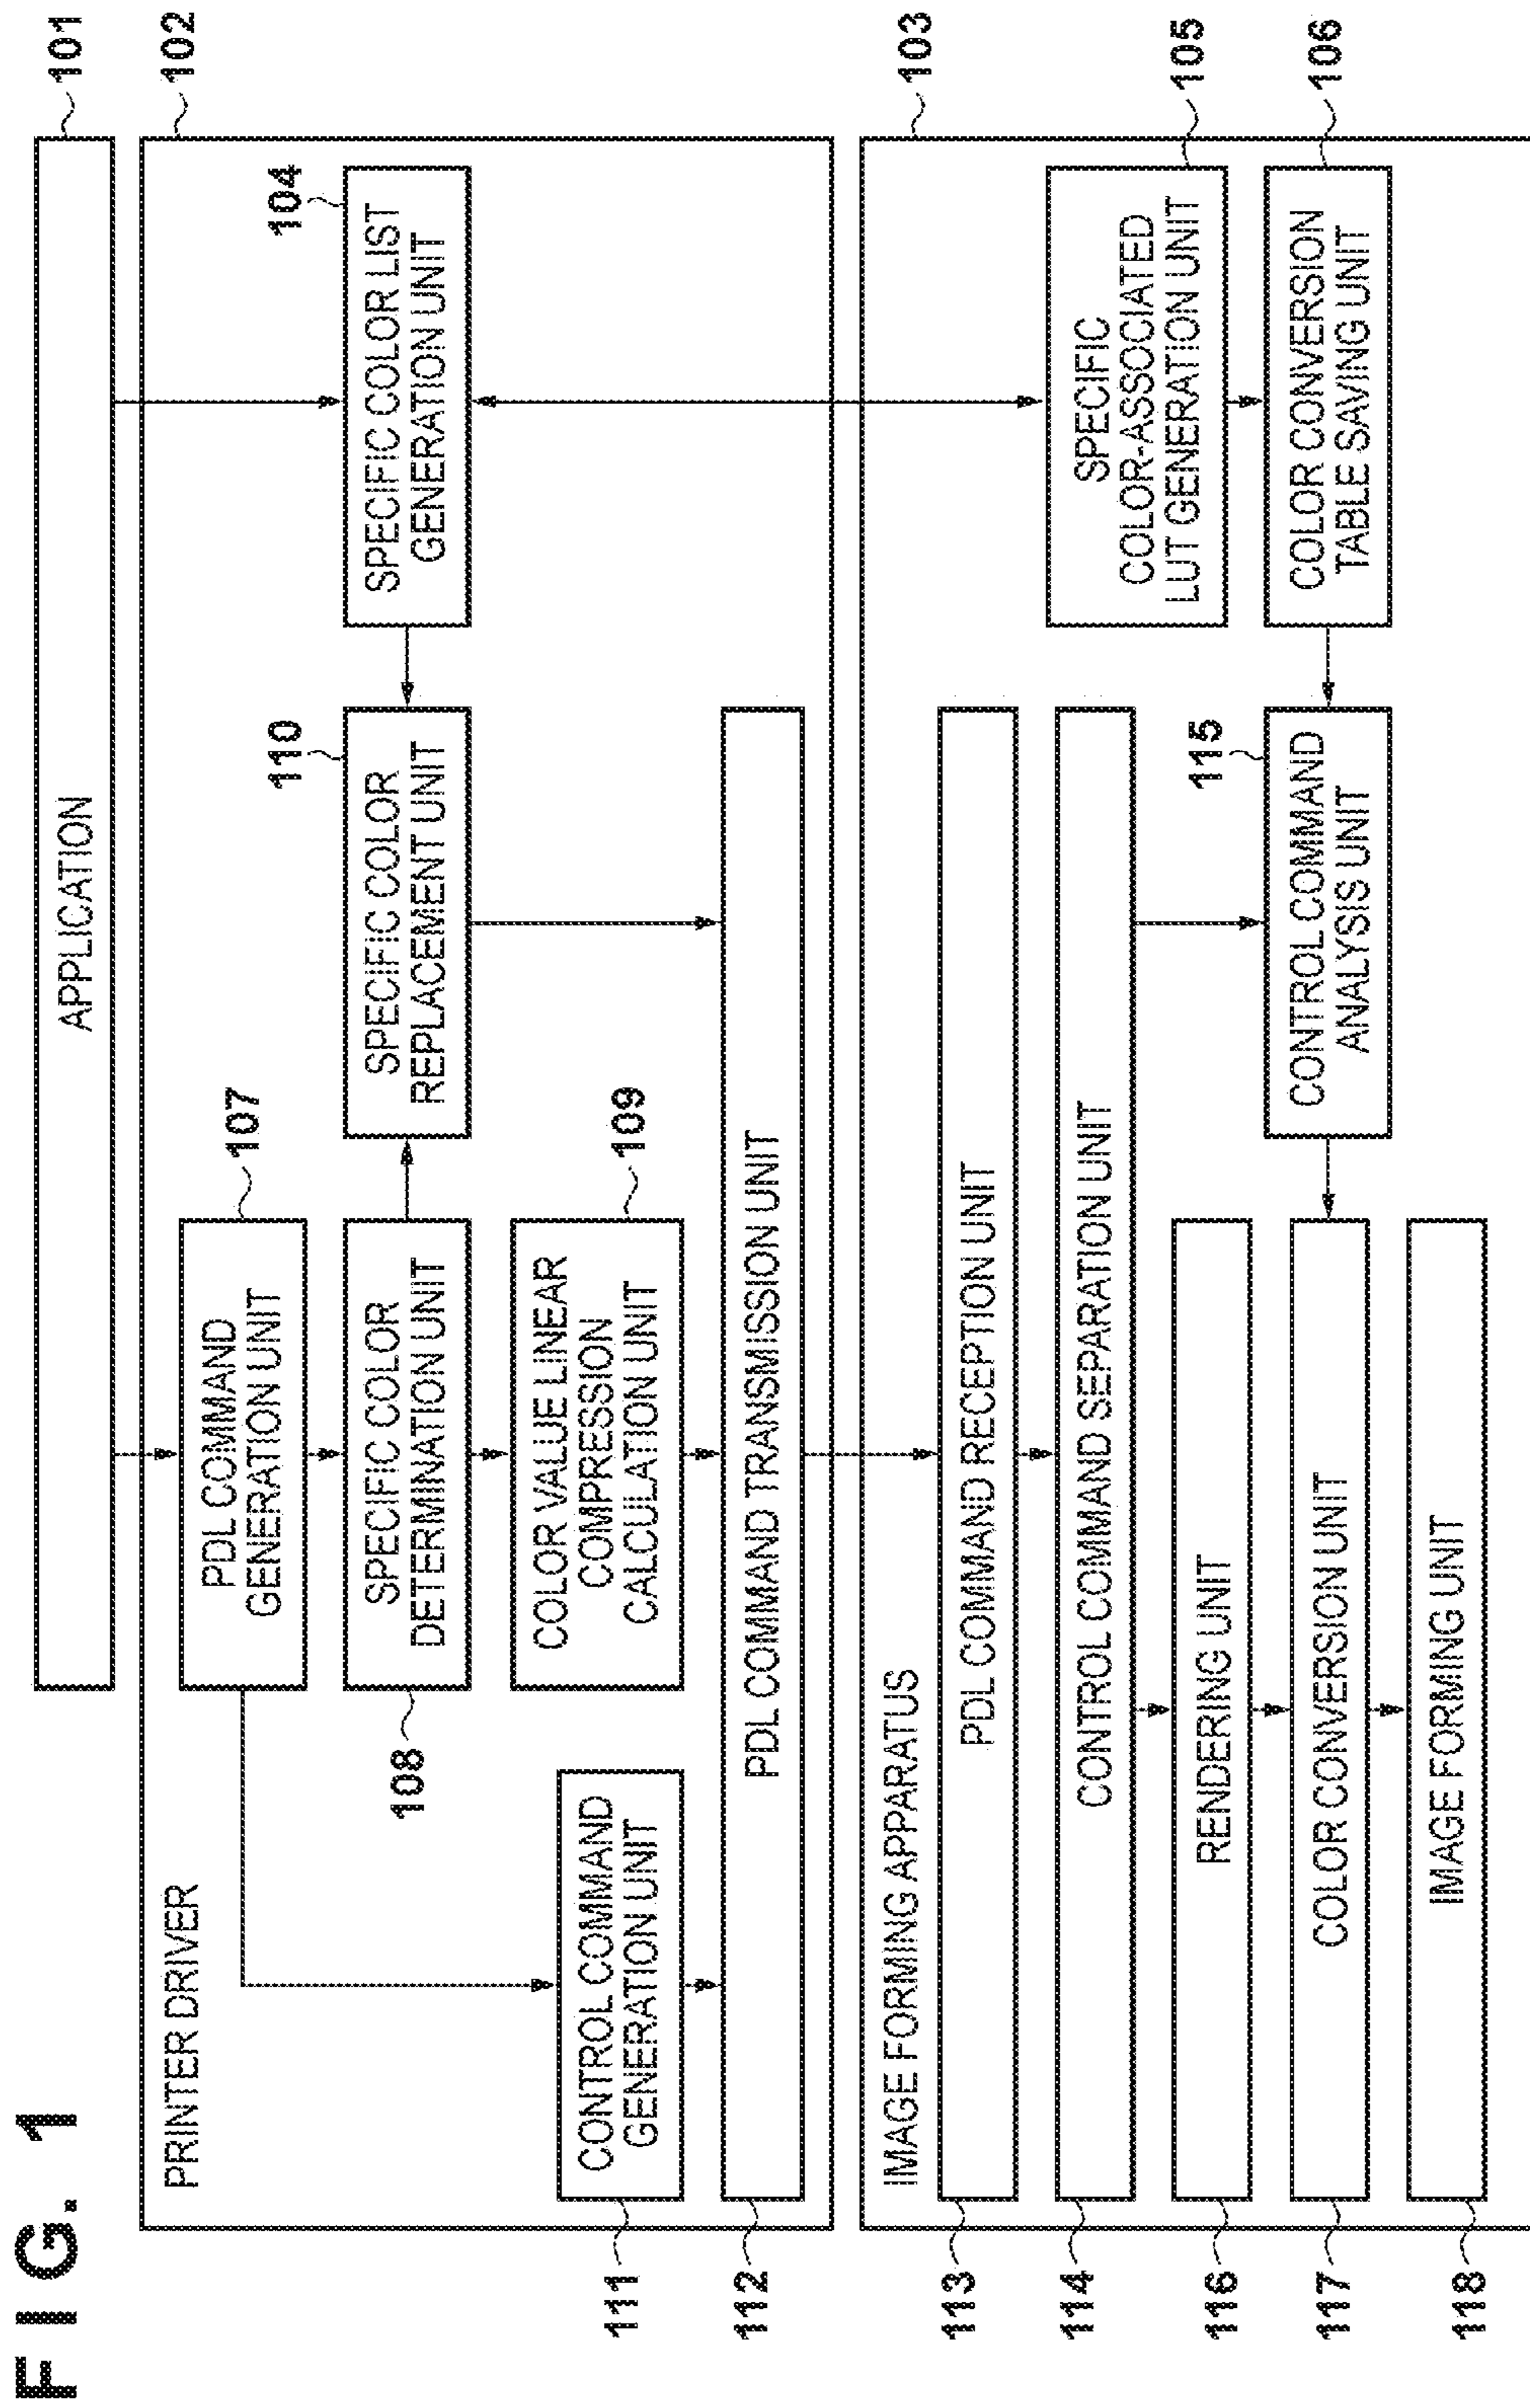 FIG. 1
101
APPLICATION
102
PRINTER DRIVER
107
PDL COMMAND
GENERATION UNIT
104
SPECIFIC COLOR LIST
GENERATION UNIT
110
SPECIFIC COLOR
REPLACEMENT UNIT
108
SPECIFIC COLOR
DETERMINATION UNIT
109
COLOR VALUE LINEAR
COMPRESSION
CALCULATION UNIT
111
CONTROL COMMAND
GENERATION UNIT
112
PDL COMMAND TRANSMISSION UNIT
103
IMAGE FORMING APPARATUS
113
PDL COMMAND RECEPTION UNIT
114
CONTROL COMMAND SEPARATION UNIT
105
SPECIFIC
COLOR-ASSOCIATED
LUT GENERATION UNIT
116
RENDERING UNIT
115
CONTROL COMMAND
ANALYSIS UNIT
106
COLOR CONVERSION
TABLE SAVING UNIT
117
COLOR CONVERSION UNIT
118
IMAGE FORMING UNIT